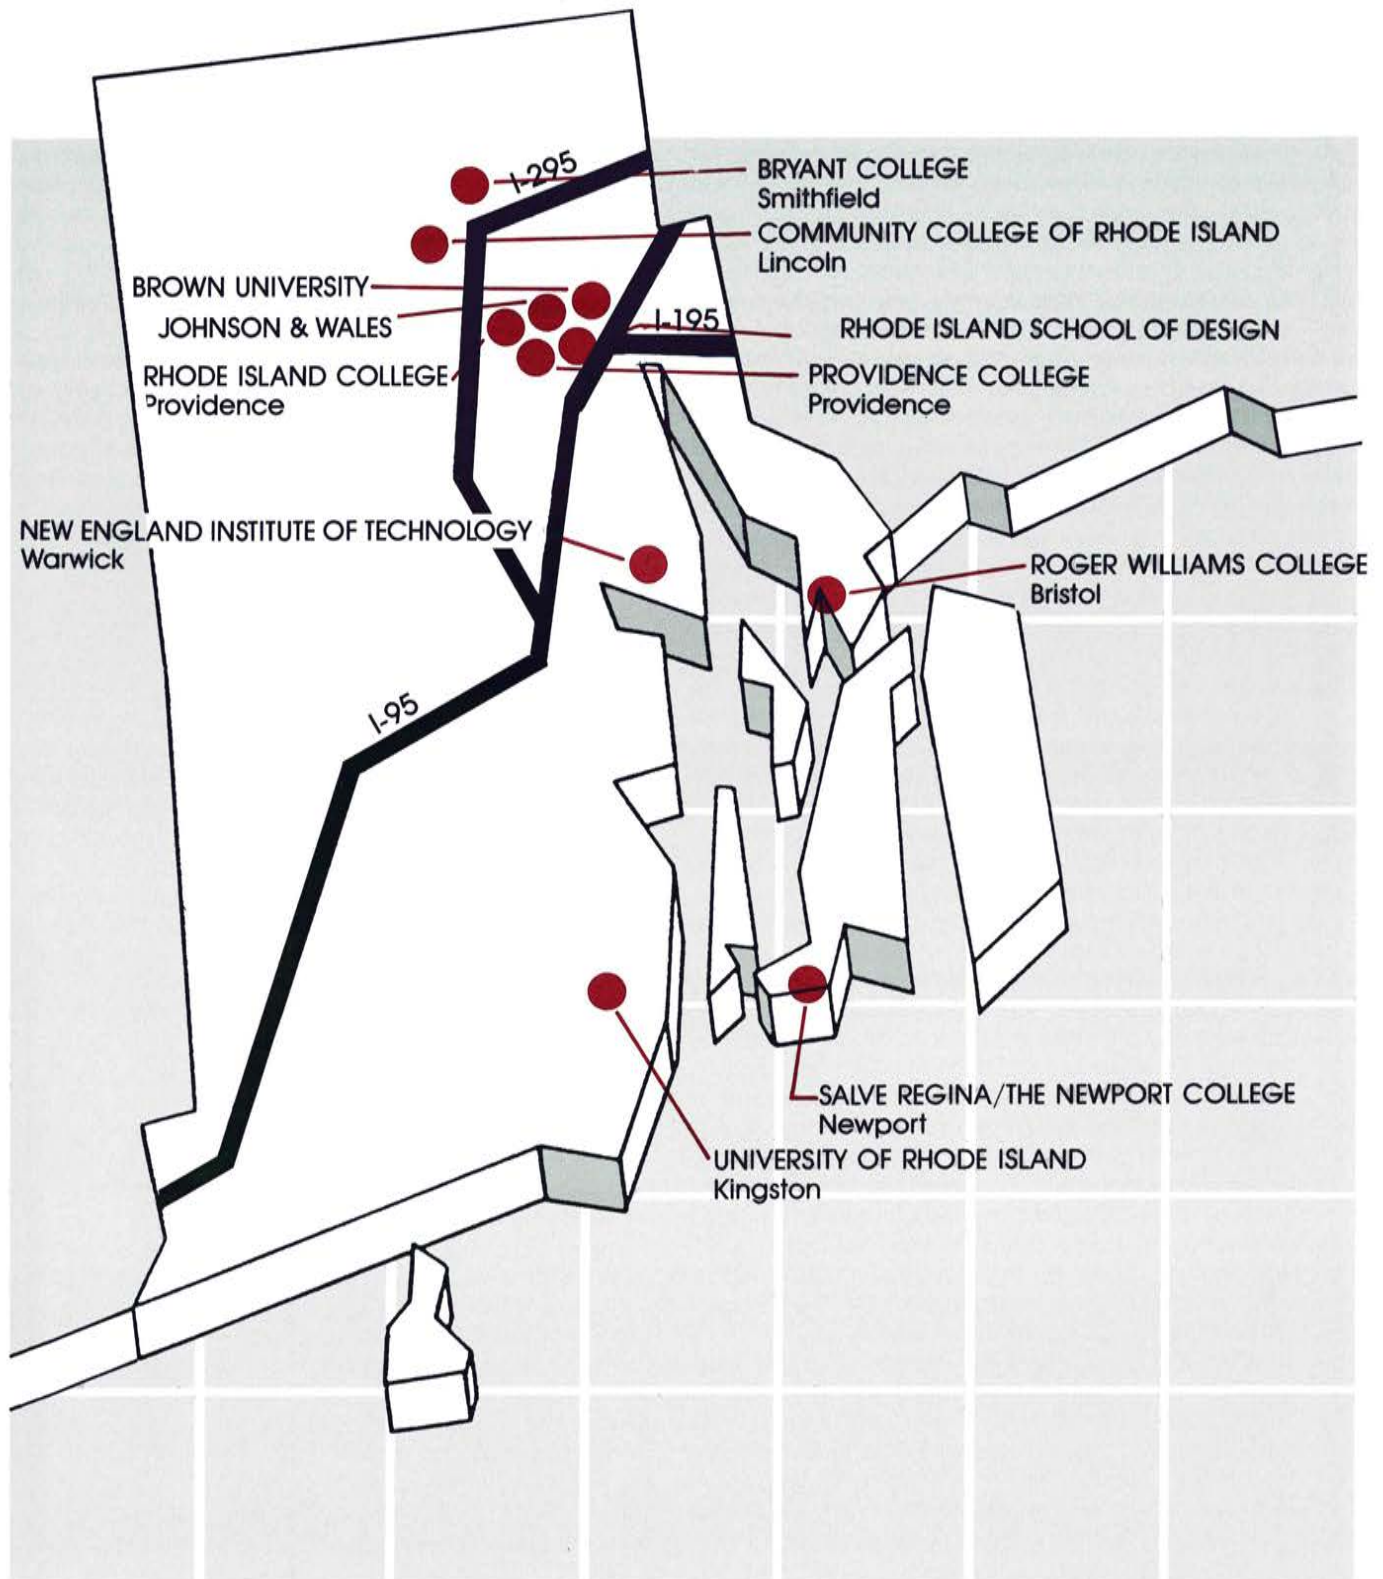 I-295
BRYANT COLLEGE
Smithfield
COMMUNITY COLLEGE OF RHODE ISLAND
Lincoln
BROWN UNIVERSITY
JOHNSON & WALES
I-195
RHODE ISLAND SCHOOL OF DESIGN
RHODE ISLAND COLLEGE
Providence
PROVIDENCE COLLEGE
Providence
NEW ENGLAND INSTITUTE OF TECHNOLOGY
Warwick
ROGER WILLIAMS COLLEGE
Bristol
I-95
SALVE REGINA/THE NEWPORT COLLEGE
Newport
UNIVERSITY OF RHODE ISLAND
Kingston